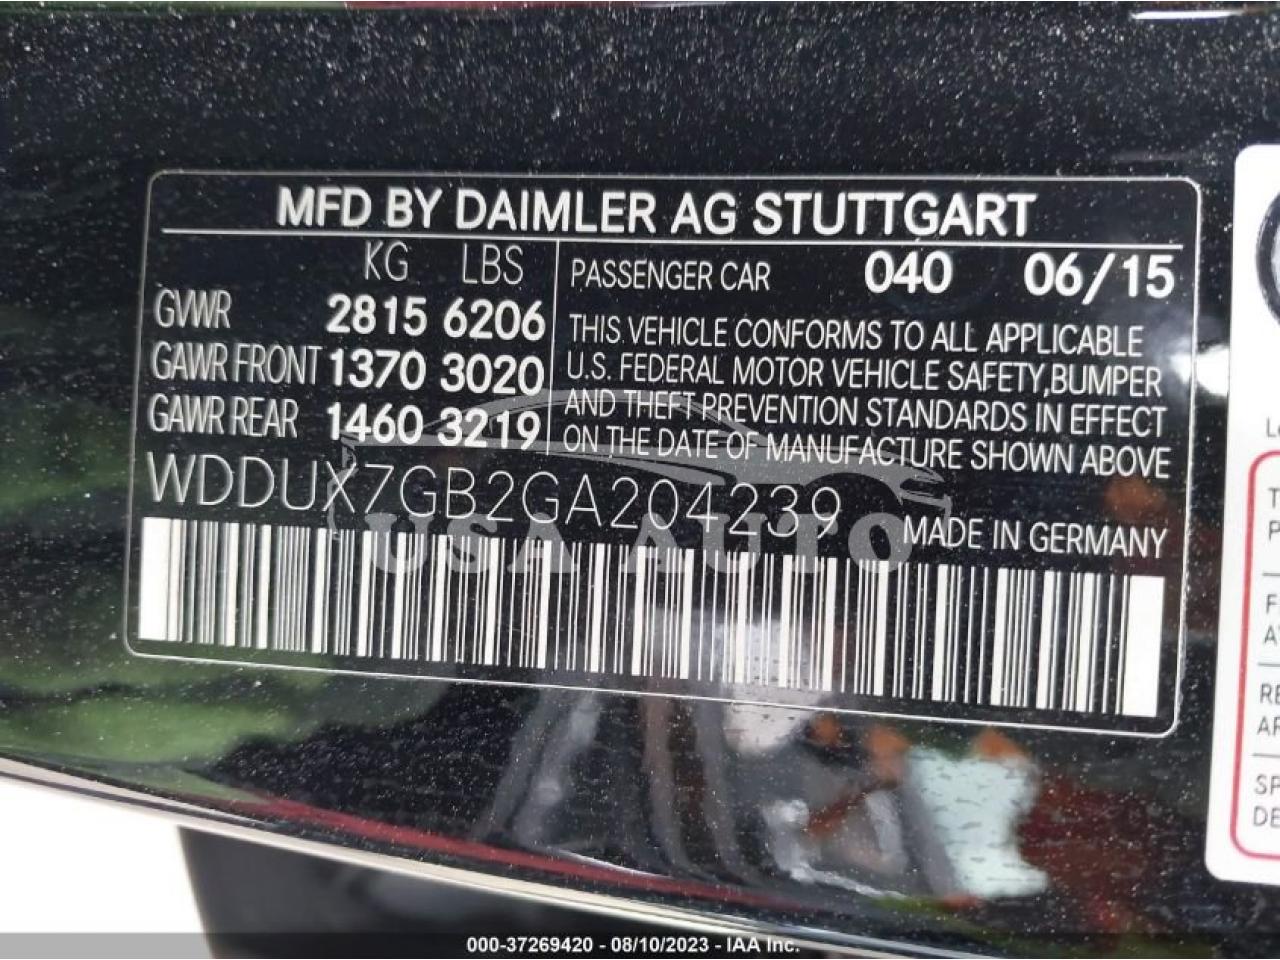 MFD BY DAIMLER AG STUTTGART
KG LBS
GVWR 2815 6206
GAWR FRONT 1370 3020
GAWR REAR 1460 3219
PASSENGER CAR 040 06/15
THIS VEHICLE CONFORMS TO ALL APPLICABLE
U.S. FEDERAL MOTOR VEHICLE SAFETY,BUMPER
AND THEFT PREVENTION STANDARDS IN EFFECT
ON THE DATE OF MANUFACTURE SHOWN ABOVE
WDDUX7GB2GA204239
MADE IN GERMANY
USA AUTO
000-37269420 - 08/10/2023 - IAA Inc.